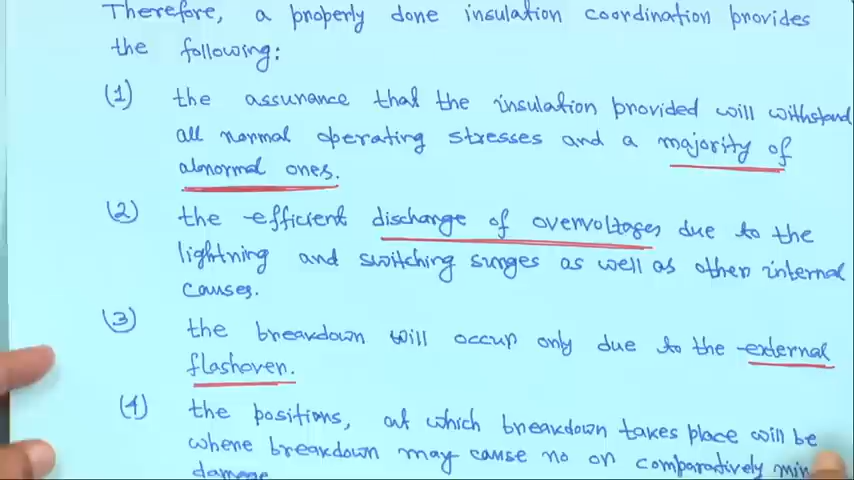 Therefore, a properly done insulation coordination provides
the following:
(1) the assurance that the insulation provided will withstand
all normal operating stresses and a majority of
abnormal ones.
(2) the efficient discharge of overvoltages due to the
lightning and switching surges as well as other internal
causes.
(3) the breakdown will occur only due to the external
flashover.
(4) the positions, at which breakdown takes place will be
where breakdown may cause no or comparatively
damage